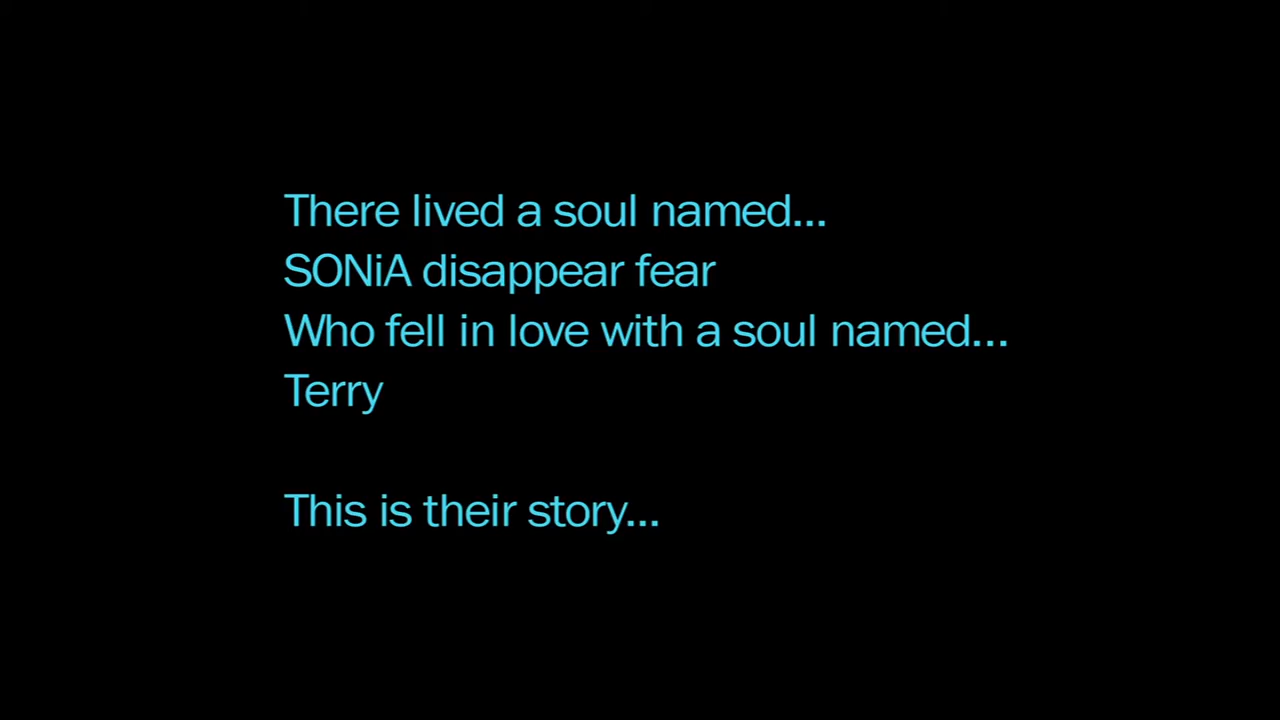 There lived a soul named...
SONiA disappear fear
Who fell in love with a soul named...
Terry
This is their story...